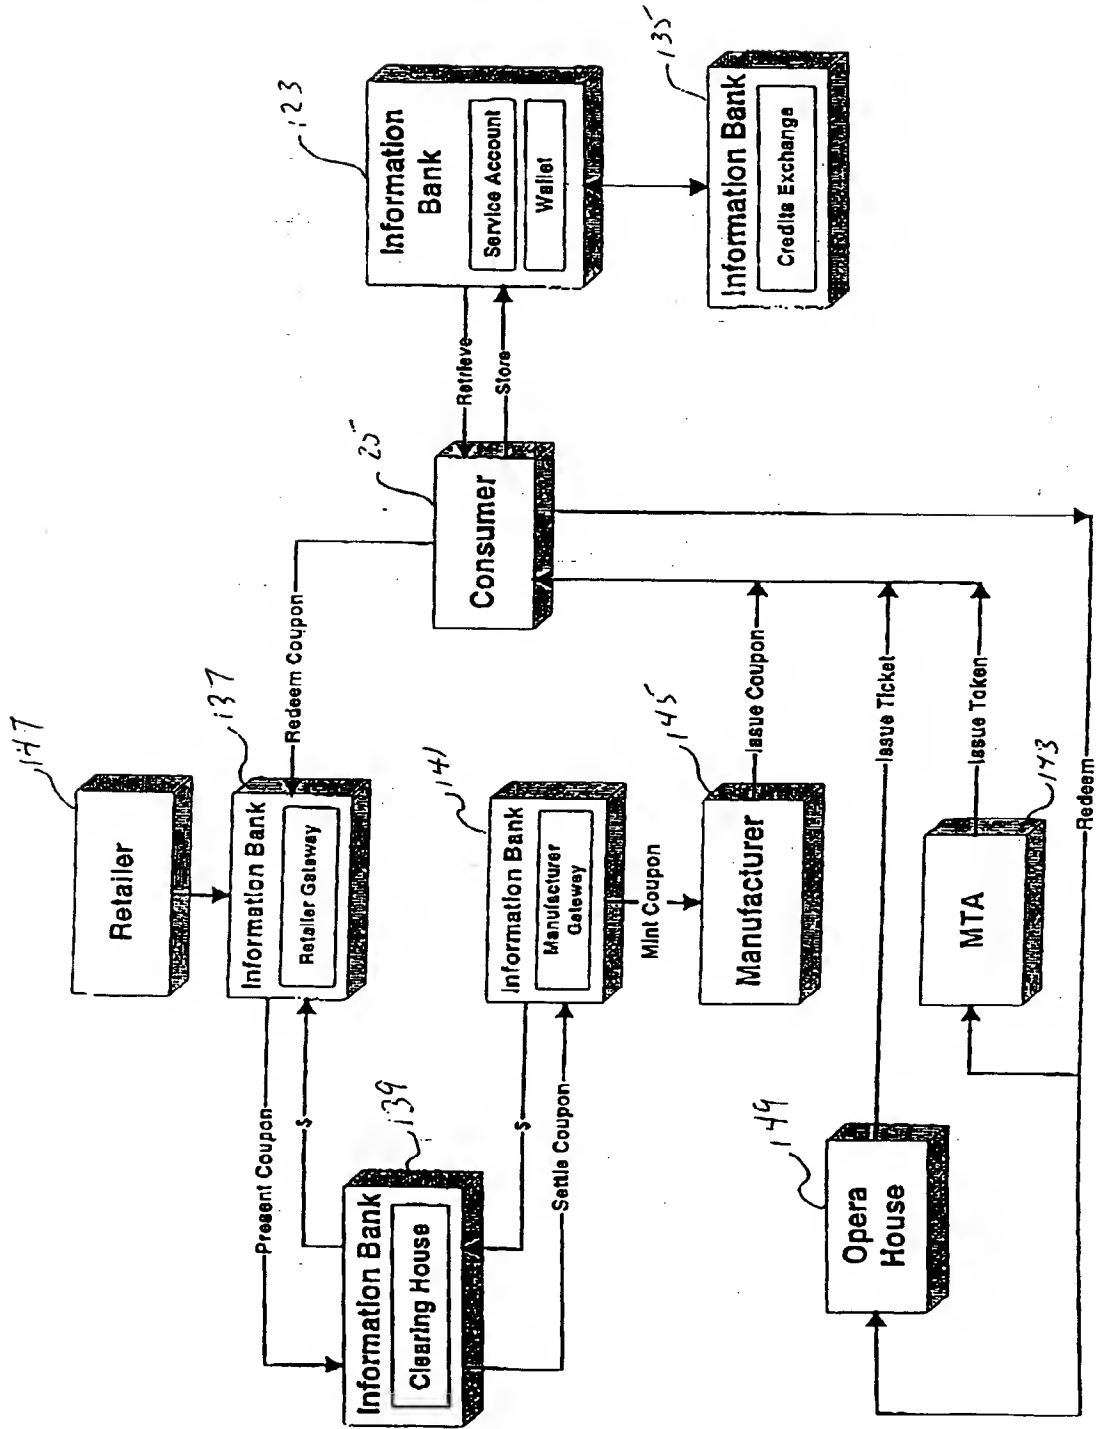 147
Retailer
137
Information Bank
Retailer Gateway
Present Coupon
$
Redeem Coupon
139
Information Bank
Clearing House
$
Settle Coupon
141
Information Bank
Manufacturer
Gateway
Mint Coupon
145
Manufacturer
Issue Coupon
149
Opera
House
Issue Ticket
143
MTA
Issue Token
Redeem
25
Consumer
Retrieve
Store
123
Information
Bank
Service Account
Wallet
135
Information Bank
Credits Exchange